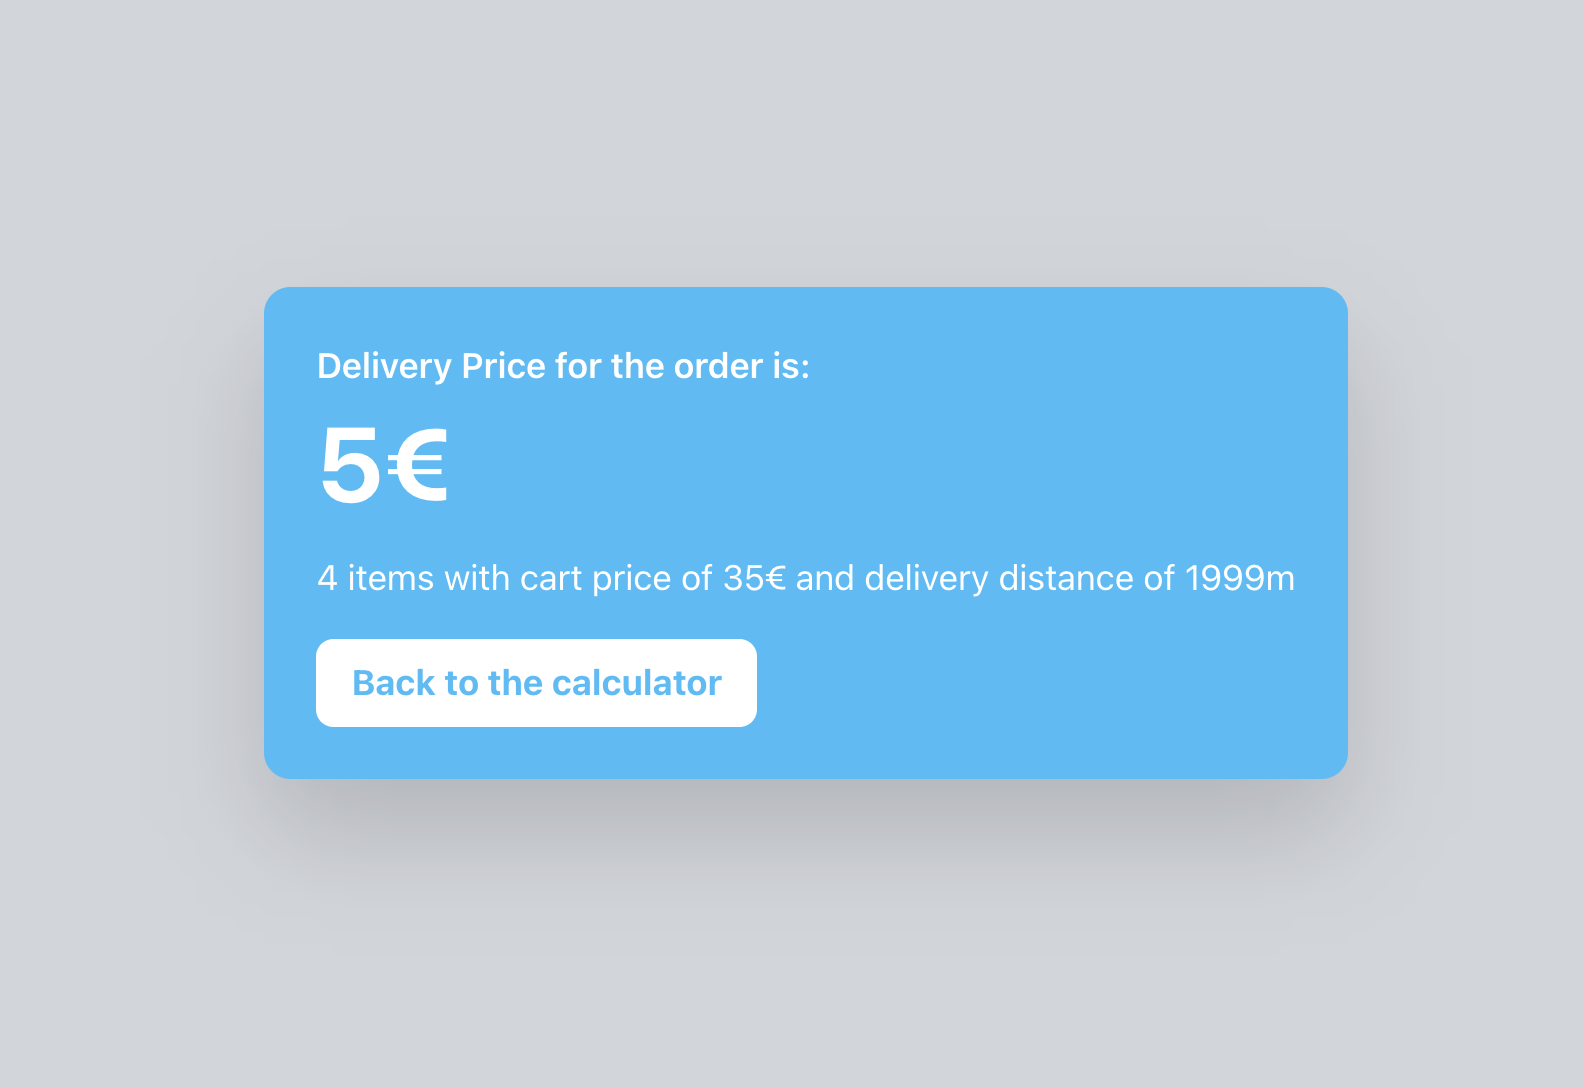 Delivery Price for the order is:
5€
4 items with cart price of 35€ and delivery distance of 1999m
Back to the calculator